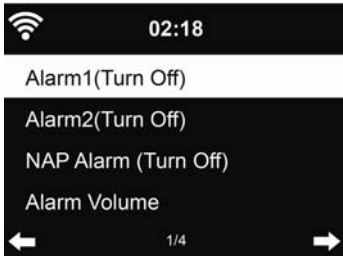 02:18
Alarm1(Turn Off)
Alarm2(Turn Off)
NAP Alarm (Turn Off)
Alarm Volume
1/4